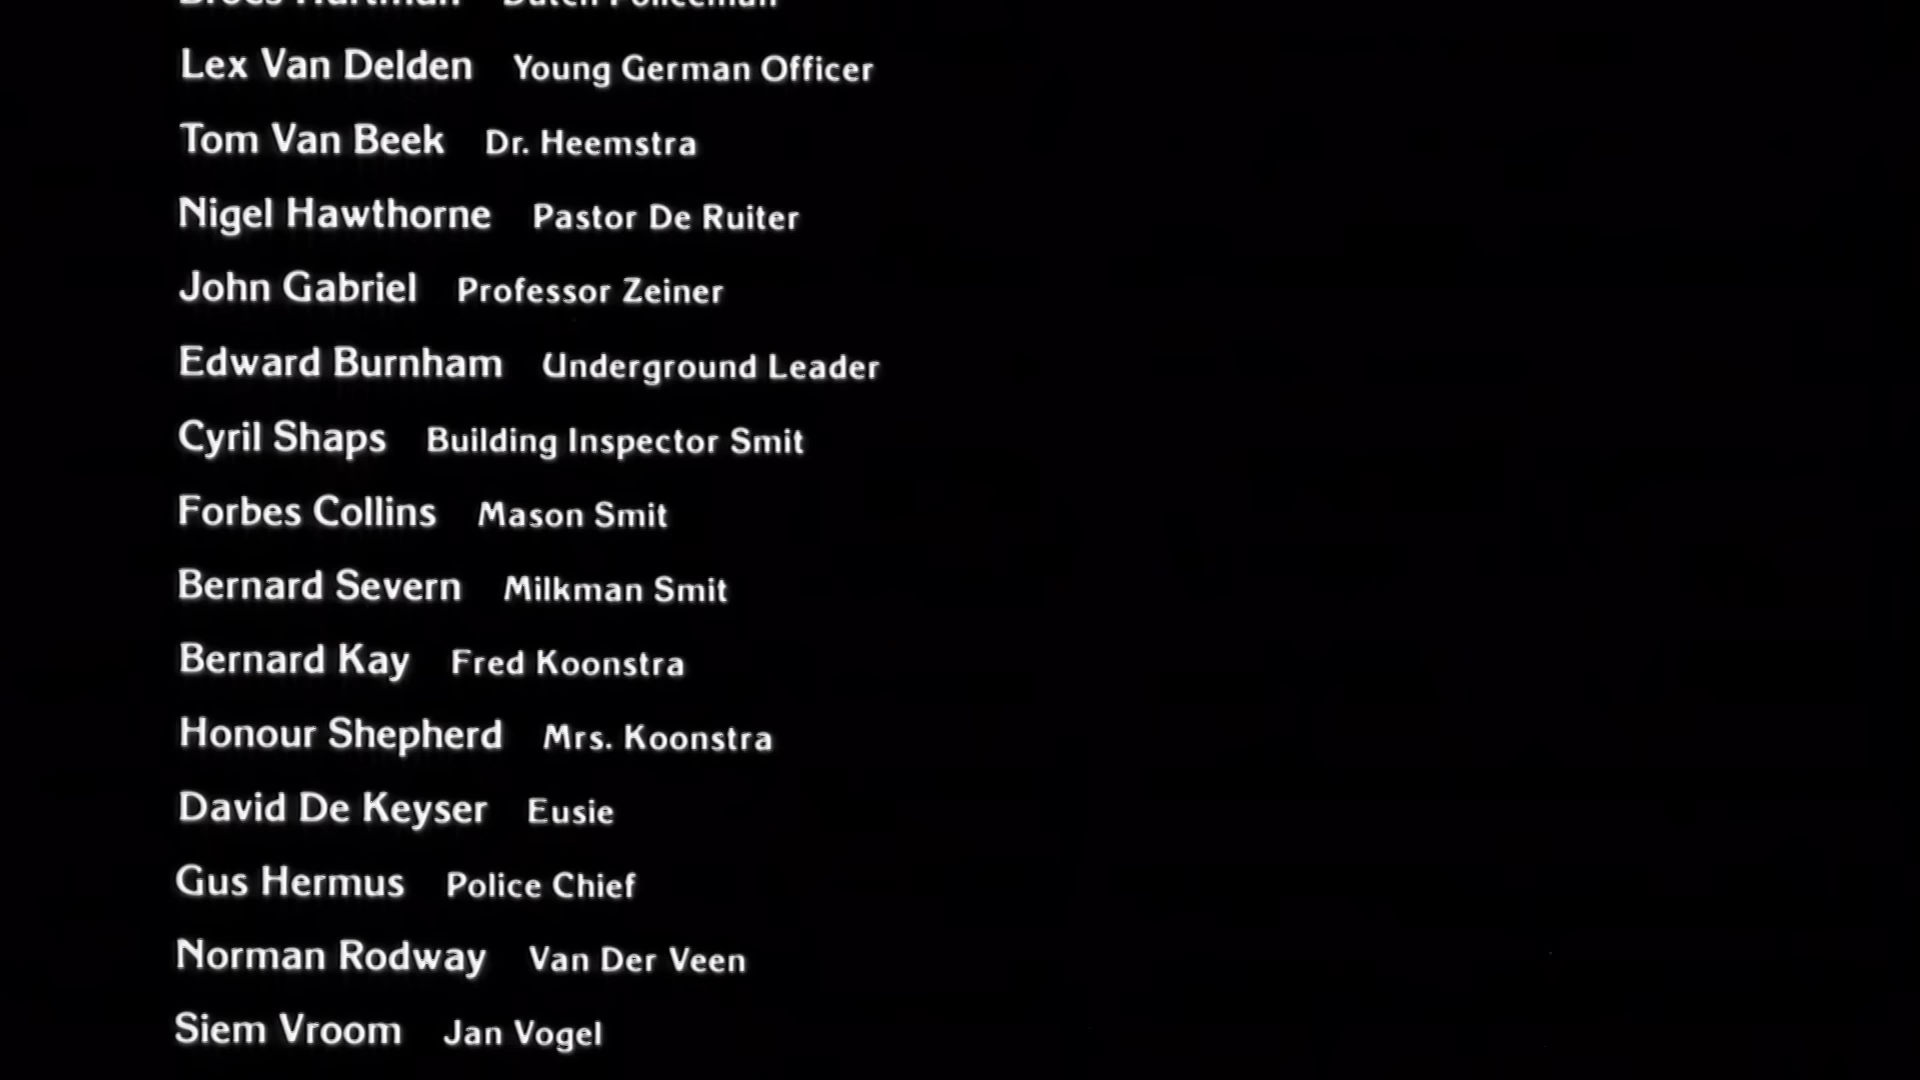 Hartman Dutch Policeman
Lex Van Delden Young German Officer
Tom Van Beek Dr. Heemstra
Nigel Hawthorne Pastor De Ruiter
John Gabriel Professor Zeiner
Edward Burnham Underground Leader
Cyril Shaps Building Inspector Smit
Forbes Collins Mason Smit
Bernard Severn Milkman Smit
Bernard Kay Fred Koonstra
Honour Shepherd Mrs. Koonstra
David De Keyser Eusie
Gus Hermus Police Chief
Norman Rodway Van Der Veen
Siem Vroom Jan Vogel